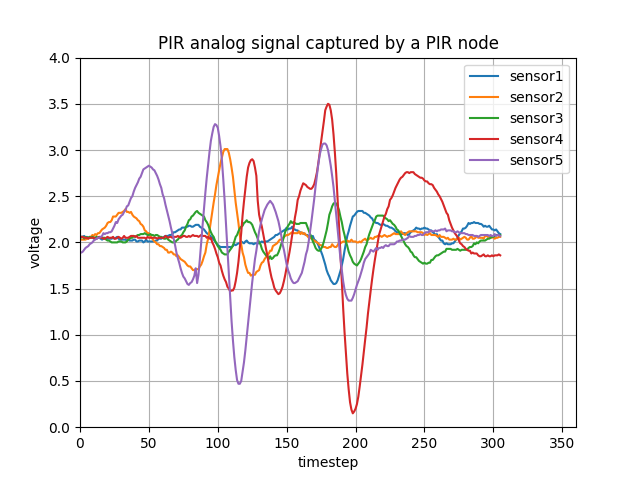 PIR analog signal captured by a PIR node
4.0
3.5
3.0
2.5
2.0
1.5
1.0
0.5
0.0
voltage
sensor1
sensor2
sensor3
sensor4
sensor5
0 50 100 150 200 250 300 350
timestep